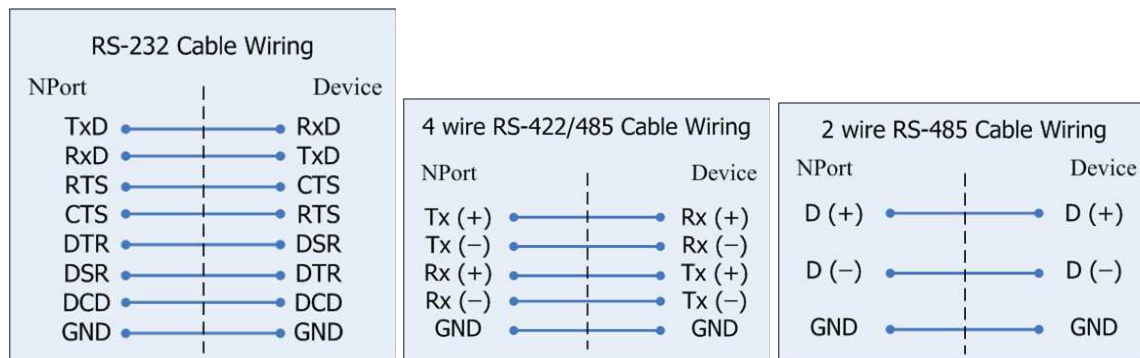 RS-232 Cable Wiring
NPort Device
TxD RxD
RxD TxD
RTS CTS
CTS RTS
DTR DSR
DSR DTR
DCD DCD
GND GND
4 wire RS-422/485 Cable Wiring
NPort Device
Tx (+) Rx (+)
Tx (−) Rx (−)
Rx (+) Tx (+)
Rx (−) Tx (−)
GND GND
2 wire RS-485 Cable Wiring
NPort Device
D (+) D (+)
D (−) D (−)
GND GND